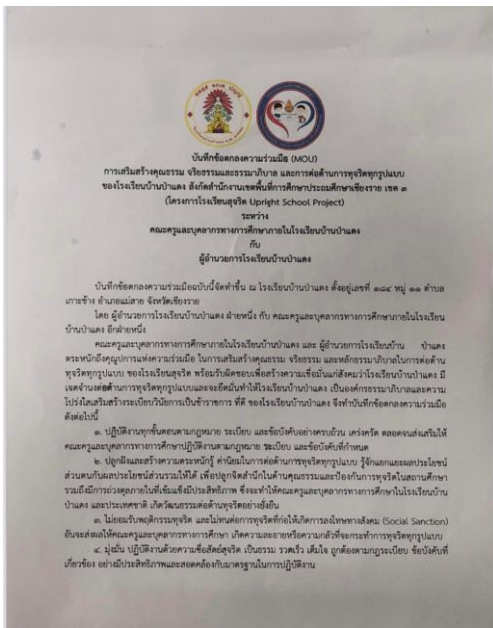 บันทึกข้อตกลงความร่วมมือ (MOU)
การเสริมสร้างคุณธรรม จริยธรรมและธรรมาภิบาล และการต่อต้านการทุจริตทุกรูปแบบ
ของโรงเรียนบ้านป่าแดง สังกัดสำนักงานเขตพื้นที่การศึกษาประถมศึกษาเชียงราย เขต ๓
(โครงการโรงเรียนสุจริต Upright School Project)
ระหว่าง
คณะครูและบุคลากรทางการศึกษาภายในโรงเรียนบ้านป่าแดง
กับ
ผู้อำนวยการโรงเรียนบ้านป่าแดง
บันทึกข้อตกลงความร่วมมือฉบับนี้จัดทำขึ้น ณ โรงเรียนบ้านป่าแดง ตั้งอยู่เลขที่ ๑๘๔ หมู่ ๑๑ ตำบล
เกาะช้าง อำเภอแม่สาย จังหวัดเชียงราย
โดย ผู้อำนวยการโรงเรียนบ้านป่าแดง ฝ่ายหนึ่ง กับ คณะครูและบุคลากรทางการศึกษาภายในโรงเรียน
บ้านป่าแดง อีกฝ่ายหนึ่ง
คณะครูและบุคลากรทางการศึกษาภายในโรงเรียนบ้านป่าแดง และ ผู้อำนวยการโรงเรียนบ้าน ป่าแดง
ตระหนักถึงคุณูปการแห่งความร่วมมือ ในการเสริมสร้างคุณธรรม จริยธรรม และหลักธรรมาภิบาลในการต่อต้าน
ทุจริตทุกรูปแบบ ของโรงเรียนสุจริต พร้อมรับผิดชอบเพื่อสร้างความเชื่อมั่นแก่สังคมว่าโรงเรียนบ้านป่าแดง มี
เจตจำนงต่อต้านการทุจริตทุกรูปแบบและจะยึดมั่นทำให้โรงเรียนบ้านป่าแดง เป็นองค์กรธรรมาภิบาลและความ
โปร่งใสเสริมสร้างระเบียบวินัยการเป็นข้าราชการ ที่ดี ของโรงเรียนบ้านป่าแดง จึงทำบันทึกข้อตกลงความร่วมมือ
ดังต่อไปนี้
๑. ปฏิบัติงานทุกขั้นตอนตามกฎหมาย ระเบียบ และข้อบังคับอย่างครบถ้วน เคร่งครัด ตลอดจนส่งเสริมให้
คณะครูและบุคลากรทางการศึกษาปฏิบัติงานตามกฎหมาย ระเบียบ และข้อบังคับที่กำหนด
๒. ปลูกฝังและสร้างความตระหนักรู้ ค่านิยมในการต่อต้านการทุจริตทุกรูปแบบ รู้จักแยกแยะผลประโยชน์
ส่วนตนกับผลประโยชน์ส่วนรวมให้ได้ เพื่อปลูกจิตสำนึกในด้านคุณธรรมและป้องกันการทุจริตในสถานศึกษา
รวมถึงมีการถ่วงดุลภายในที่เข้มแข็งมีประสิทธิภาพ ซึ่งจะทำให้คณะครูและบุคลากรทางการศึกษาในโรงเรียนบ้าน
ป่าแดง และประเทศชาติ เกิดวัฒนธรรมต่อต้านทุจริตอย่างยั่งยืน
๓. ไม่ยอมรับพฤติกรรมทุจริต และไม่ทนต่อการทุจริตที่ก่อให้เกิดการลงโทษทางสังคม (Social Sanction)
อันจะส่งผลให้คณะครูและบุคลากรทางการศึกษา เกิดความละอายหรือความกลัวที่จะกระทำการทุจริตทุกรูปแบบ
๔. มุ่งมั่น ปฏิบัติงานด้วยความซื่อสัตย์สุจริต เป็นธรรม รวดเร็ว เต็มใจ ถูกต้องตามกฎระเบียบ ข้อบังคับที่
เกี่ยวข้อง อย่างมีประสิทธิภาพและสอดคล้องกับมาตรฐานในการปฏิบัติงาน